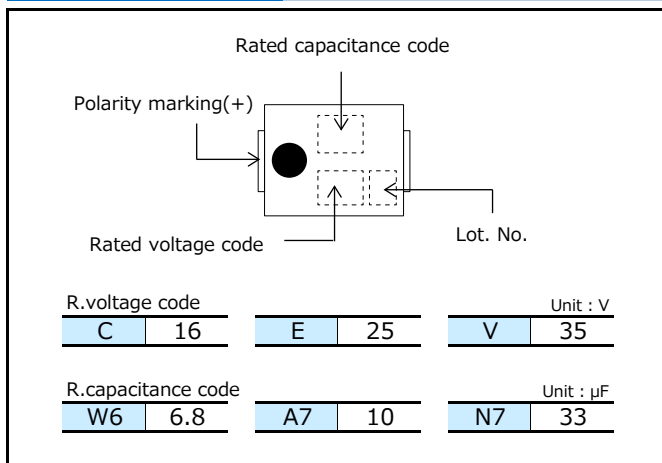 Rated capacitance code
Polarity marking(+)
Rated voltage code
Lot. No.
R.voltage code Unit : V
C 16 E 25 V 35
R.capacitance code Unit : μF
W6 6.8 A7 10 N7 33